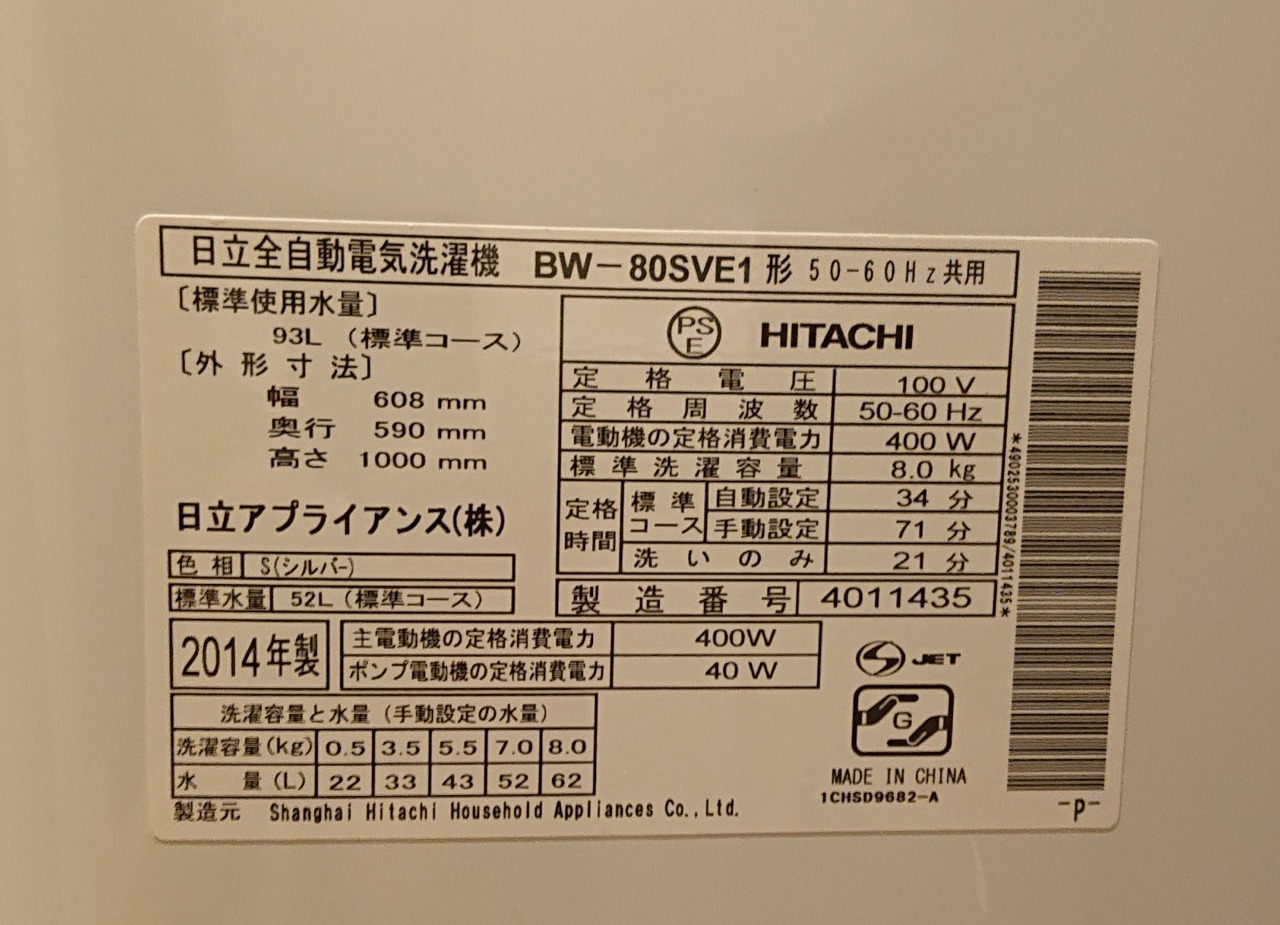 日立全自動電気洗濯機 BW-80SVE1形 50-60Hz共用
〔標準使用水量〕
93L (標準コース)
〔外形寸法〕
幅 608 mm
奥行 590 mm
高さ 1000 mm
日立アプライアンス(株)
色相 S(シルバー)
標準水量 52L (標準コース)
PSE HITACHI
定格電圧 100 V
定格周波数 50-60 Hz
電動機の定格消費電力 400 W
標準洗濯容量 8.0 kg
定格時間 標準コース 自動設定 34 分
手動設定 71 分
洗いのみ 21 分
製造番号 4011435
*4902530003789/4011435*
2014年製
主電動機の定格消費電力 400W
ポンプ電動機の定格消費電力 40 W
洗濯容量と水量 (手動設定の水量)
洗濯容量(kg) 0.5 3.5 5.5 7.0 8.0
水量(L) 22 33 43 52 62
製造元 Shanghai Hitachi Household Appliances Co.,Ltd.
S JET
G
MADE IN CHINA
1CHSD9682-A
-P-